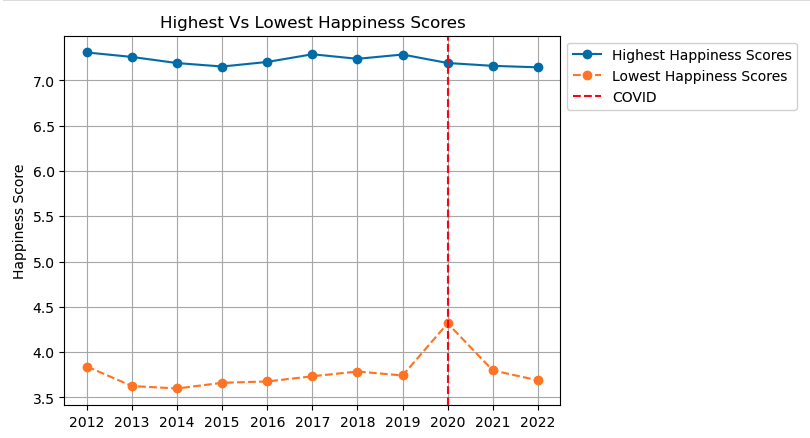 Highest Vs Lowest Happiness Scores
Highest Happiness Scores
Lowest Happiness Scores
COVID
Happiness Score
7.0
6.5
6.0
5.5
5.0
4.5
4.0
3.5
2012 2013 2014 2015 2016 2017 2018 2019 2020 2021 2022